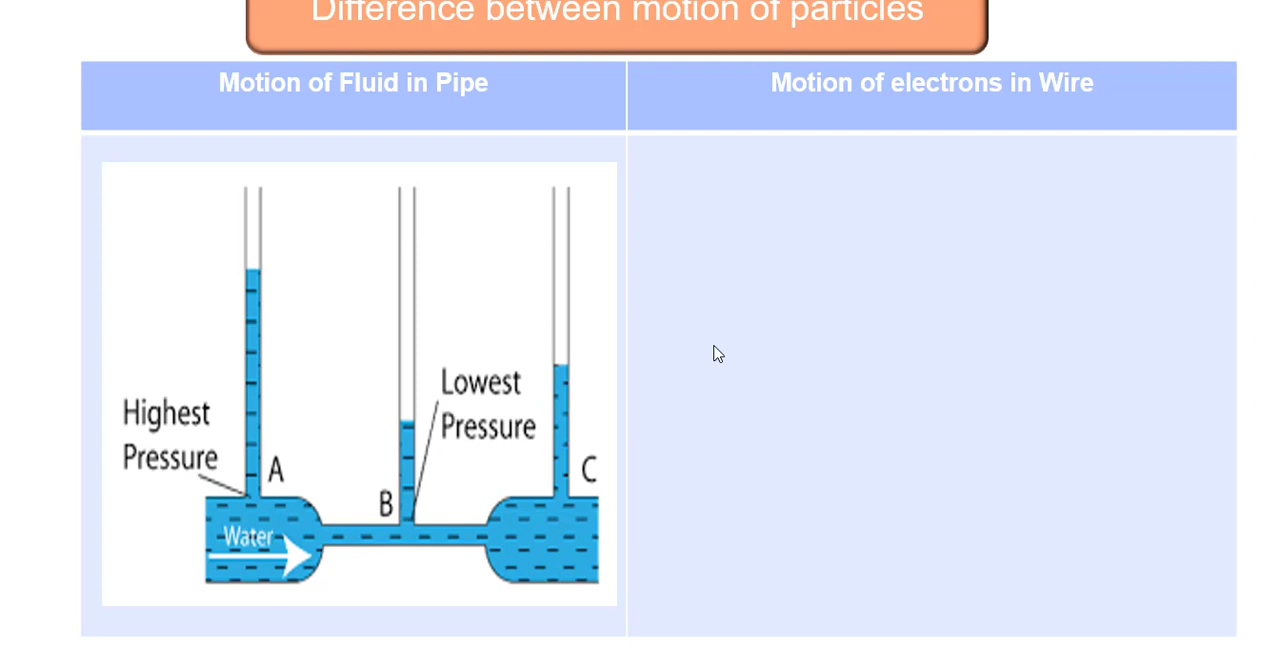 Difference between motion of particles
Motion of Fluid in Pipe
Motion of electrons in Wire
Highest
Pressure
A
Lowest
Pressure
B
C
Water